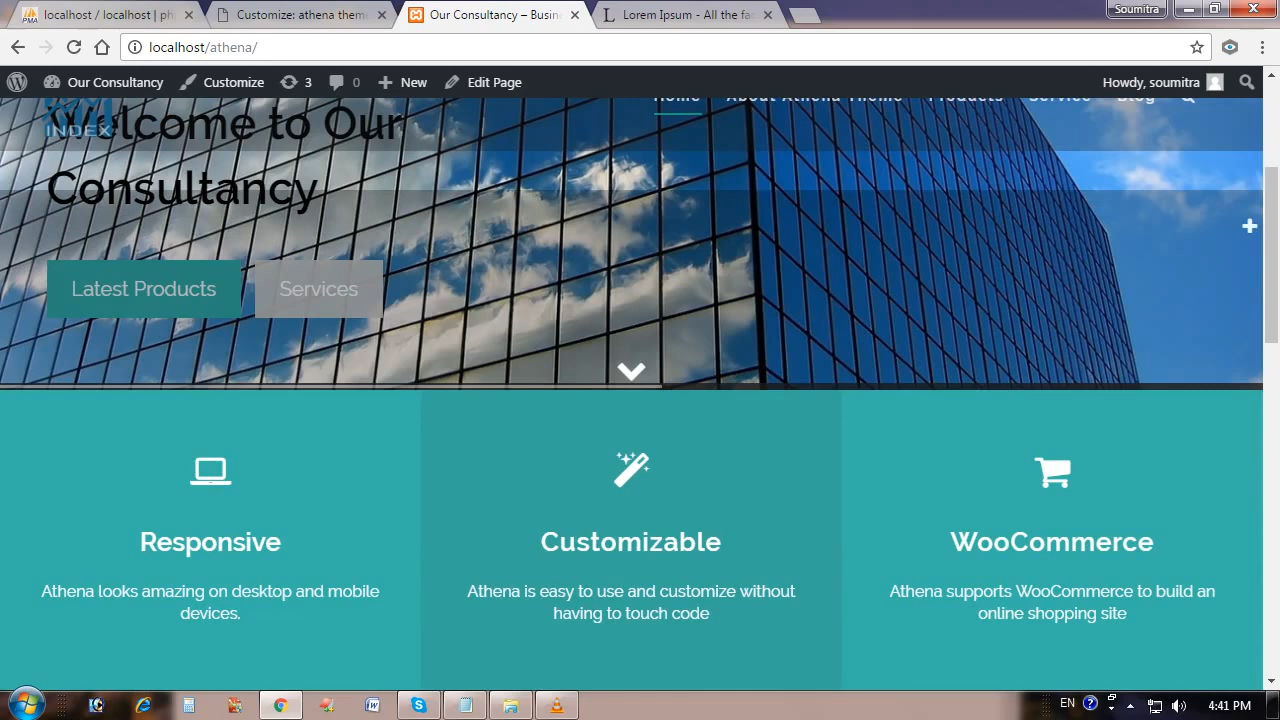 localhost / localhost | ph
Customize: athena them
Our Consultancy – Busin
Lorem Ipsum - All the fa
Soumitra
localhost/athena/
Our Consultancy
Customize
3
0
New
Edit Page
Howdy, soumitra
INDEX
Home
About Athena Theme
Products
Service
Blog
Welcome to Our
Consultancy
Latest Products
Services
Responsive
Customizable
WooCommerce
Athena looks amazing on desktop and mobile
devices.
Athena is easy to use and customize without
having to touch code
Athena supports WooCommerce to build an
online shopping site
EN
4:41 PM